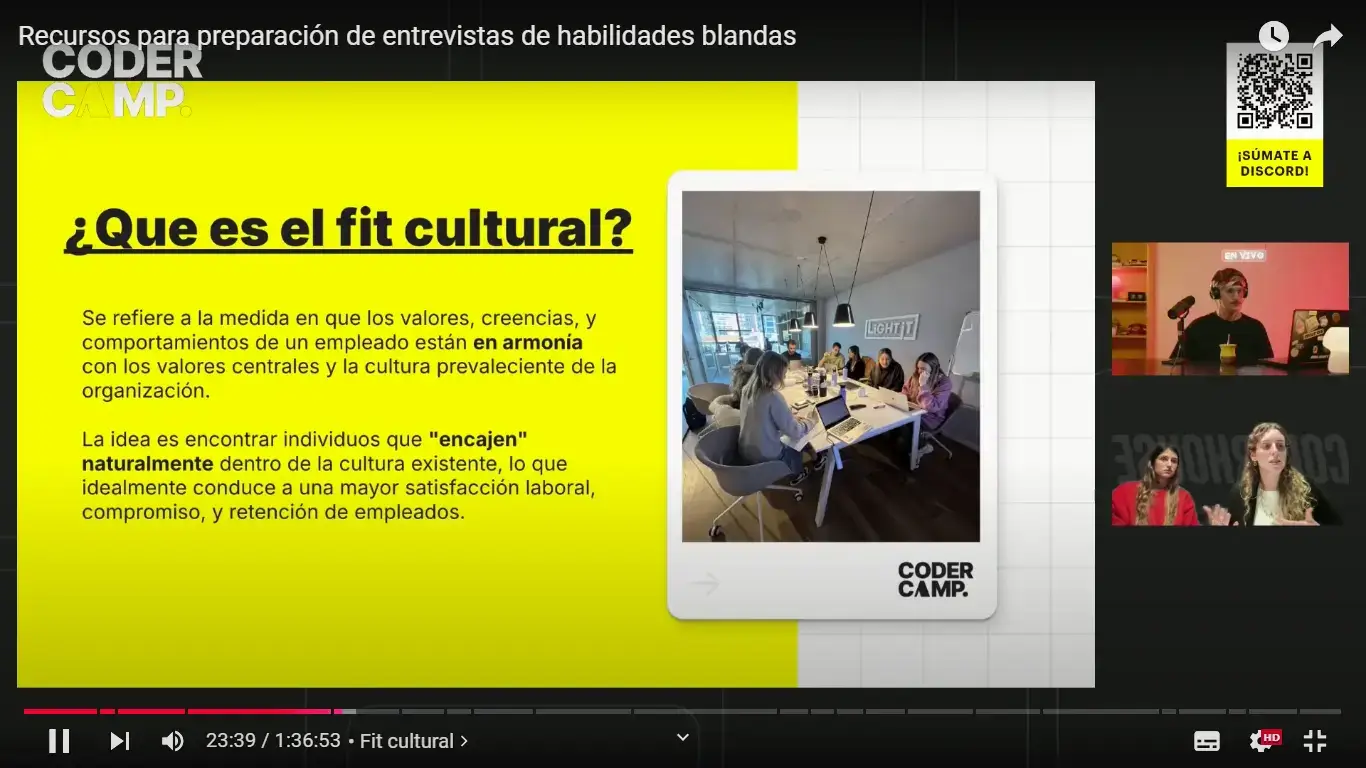 Recursos para preparación de entrevistas de habilidades blandas
CODER
CAMP.
¡SÚMATE A
DISCORD!
¿Que es el fit cultural?
Se refiere a la medida en que los valores, creencias, y
comportamientos de un empleado están en armonía
con los valores centrales y la cultura prevaleciente de la
organización.
La idea es encontrar individuos que "encajen"
naturalmente dentro de la cultura existente, lo que
idealmente conduce a una mayor satisfacción laboral,
compromiso, y retención de empleados.
LIGHT IT
CODER
CAMP.
EN VIVO
23:39 / 1:36:53 • Fit cultural
HD